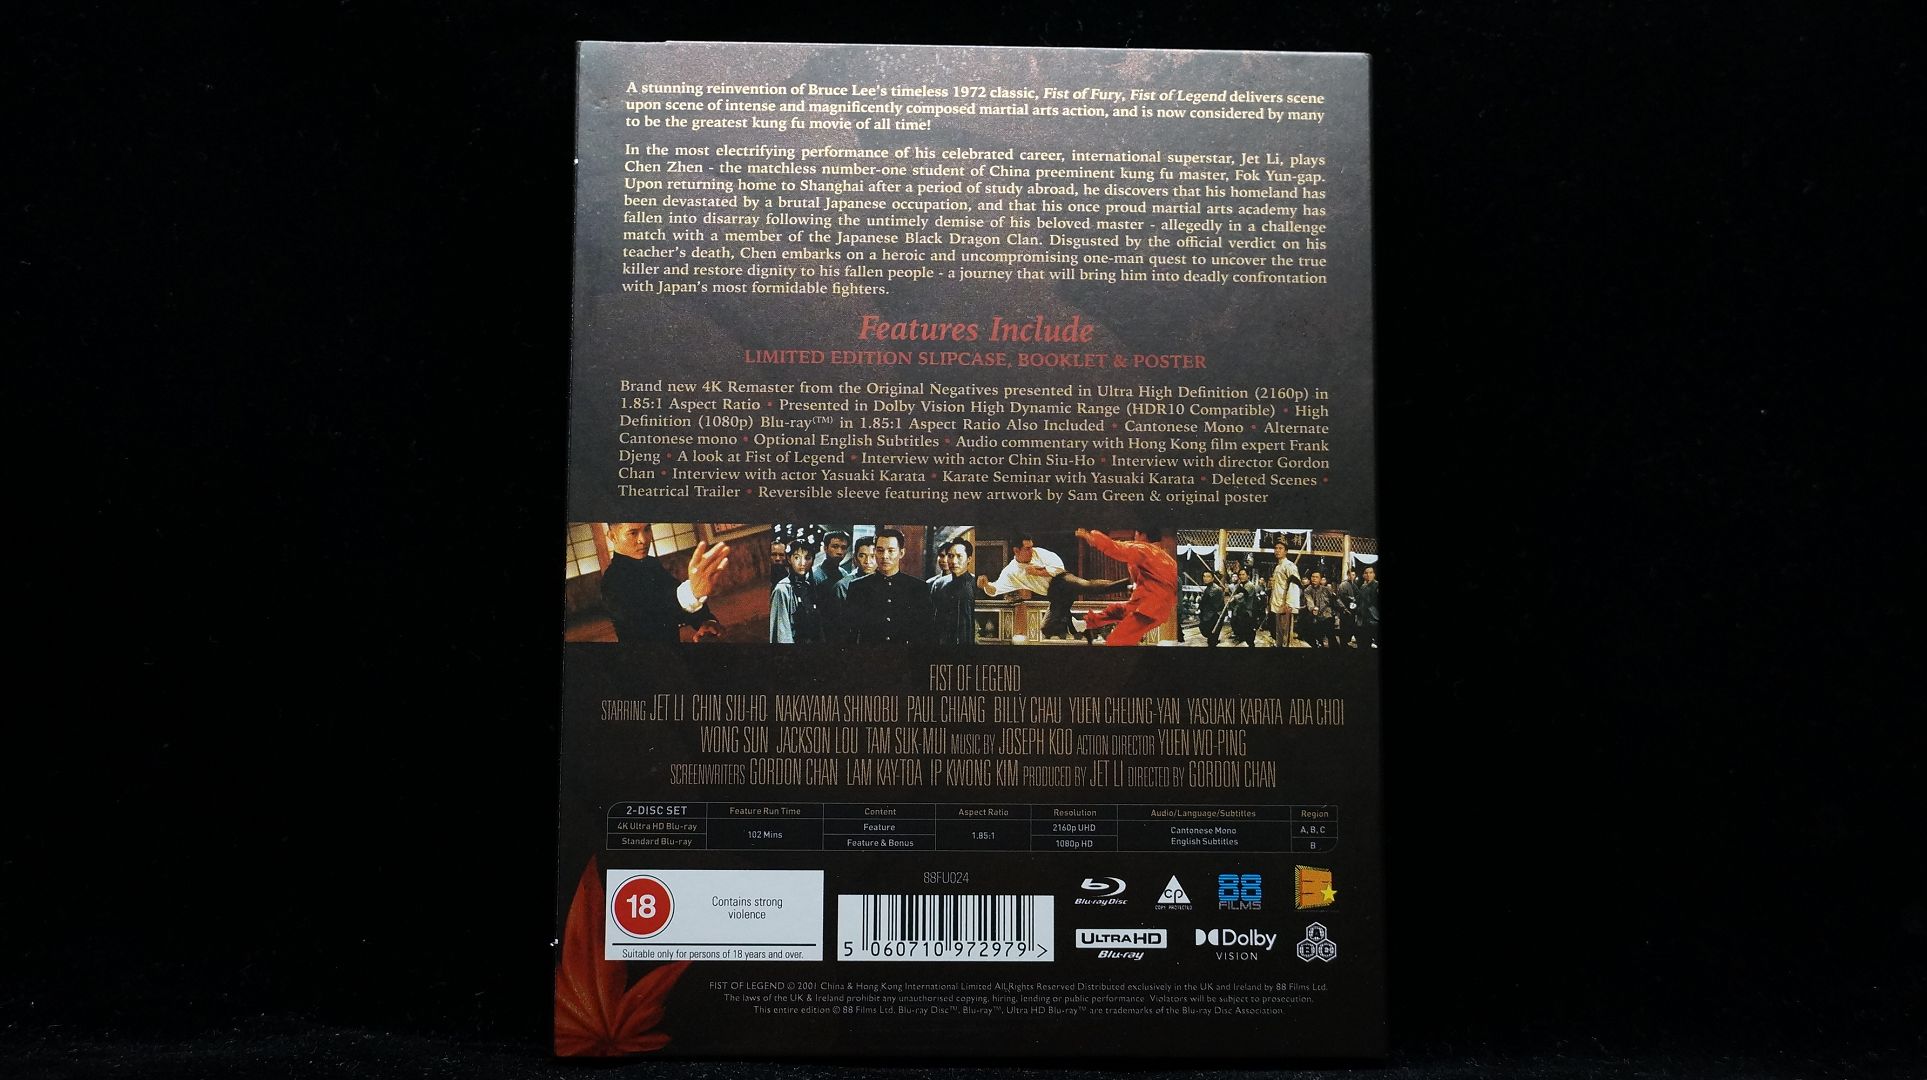 A stunning reinvention of Bruce Lee's timeless 1972 classic, Fist of Fury, Fist of Legend delivers scene
upon scene of intense and magnificently composed martial arts action, and is now considered by many
to be the greatest kung fu movie of all time!
In the most electrifying performance of his celebrated career, international superstar, Jet Li, plays
Chen Zhen - the matchless number-one student of China preeminent kung fu master, Fok Yun-gap.
Upon returning home to Shanghai after a period of study abroad, he discovers that his homeland has
been devastated by a brutal Japanese occupation, and that his once proud martial arts academy has
fallen into disarray following the untimely demise of his beloved master - allegedly in a challenge
match with a member of the Japanese Black Dragon Clan. Disgusted by the official verdict on his
teacher's death, Chen embarks on a heroic and uncompromising one-man quest to uncover the true
killer and restore dignity to his fallen people - a journey that will bring him into deadly confrontation
with Japan's most formidable fighters.
Features Include
LIMITED EDITION SLIPCASE, BOOKLET & POSTER
Brand new 4K Remaster from the Original Negatives presented in Ultra High Definition (2160p) in
1.85:1 Aspect Ratio • Presented in Dolby Vision High Dynamic Range (HDR10 Compatible) • High
Definition (1080p) Blu-ray(TM) in 1.85:1 Aspect Ratio Also Included • Cantonese Mono • Alternate
Cantonese mono • Optional English Subtitles • Audio commentary with Hong Kong film expert Frank
Djeng • A look at Fist of Legend • Interview with actor Chin Siu-Ho • Interview with director Gordon
Chan • Interview with actor Yasuaki Karata • Karate Seminar with Yasuaki Karata • Deleted Scenes •
Theatrical Trailer • Reversible sleeve featuring new artwork by Sam Green & original poster
FIST OF LEGEND
STARRING JET LI CHIN SIU-HO NAKAYAMA SHINOBU PAUL CHIANG BILLY CHAU YUEN CHEUNG-YAN YASUAKI KARATA ADA CHOI
WONG SUN JACKSON LOU TAM SUK-MUI MUSIC BY JOSEPH KOO ACTION DIRECTOR YUEN WO-PING
SCREENWRITERS GORDON CHAN LAM KAY-TOA IP KWONG KIM PRODUCED BY JET LI DIRECTED BY GORDON CHAN
2-DISC SET Feature Run Time Content Aspect Ratio Resolution Audio/Language/Subtitles Region
4K Ultra HD Blu-ray 102 Mins Feature 1.85:1 2160p UHD Cantonese Mono A, B, C
Standard Blu-ray Feature & Bonus 1080p HD English Subtitles B
88FU024
18 Contains strong
violence
Suitable only for persons of 18 years and over.
5 060710 972979 >
Blu-ray Disc
CP
COPY PROTECTED
88
FILMS
ULTRA HD
Blu-ray
Dolby
VISION
A
B C
FIST OF LEGEND © 2001 China & Hong Kong International Limited All Rights Reserved Distributed exclusively in the UK and Ireland by 88 Films Ltd.
The laws of the UK & Ireland prohibit any unauthorised copying, hiring, lending or public performance. Violators will be subject to prosecution.
This entire edition © 88 Films Ltd. Blu-ray Disc™, Blu-ray™, Ultra HD Blu-ray™ are trademarks of the Blu-ray Disc Association.